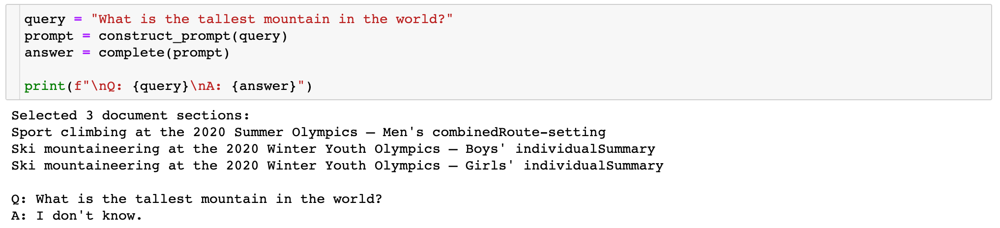 query = "What is the tallest mountain in the world?"
prompt = construct_prompt(query)
answer = complete(prompt)
print(f"\nQ: {query}\nA: {answer}")
Selected 3 document sections:
Sport climbing at the 2020 Summer Olympics – Men's combinedRoute-setting
Ski mountaineering at the 2020 Winter Youth Olympics – Boys' individualSummary
Ski mountaineering at the 2020 Winter Youth Olympics – Girls' individualSummary
Q: What is the tallest mountain in the world?
A: I don't know.